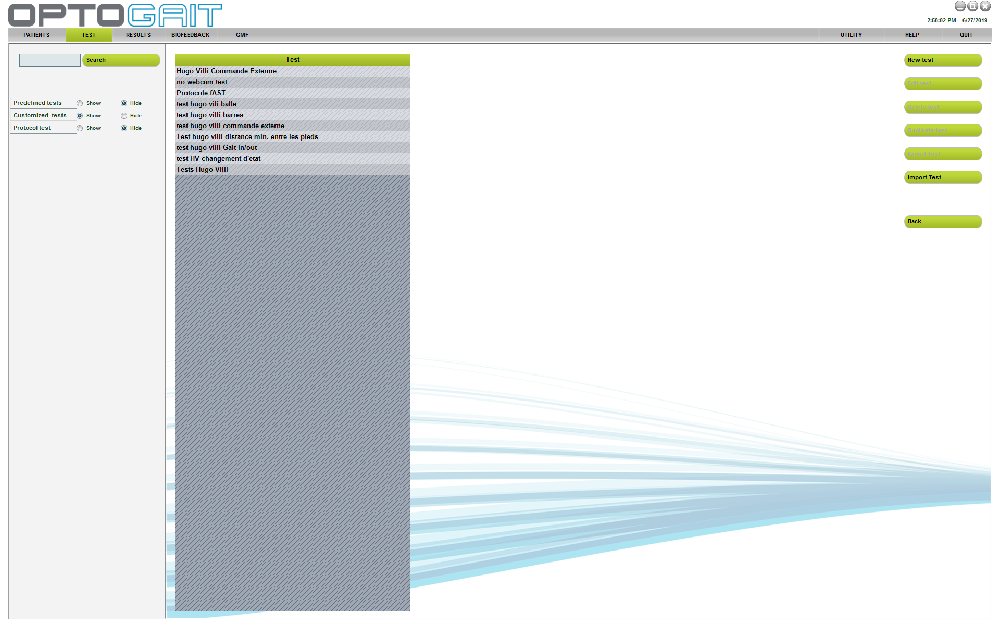 OPTOGAIT
2:58:02 PM 6/27/2019
PATIENTS TEST RESULTS BIOFEEDBACK GMF UTILITY HELP QUIT
Search
Predefined tests Show Hide
Customized tests Show Hide
Protocol test Show Hide
Test
Hugo Villi Commande Exterme
no webcam test
Protocole fAST
test hugo vili balle
test hugo villi barres
test hugo villi commande externe
Test hugo villi distance min. entre les pieds
test hugo villi Gait in/out
test HV changement d'etat
Tests Hugo Villi
New test
Edit test
Delete test
Duplicate test
Export Test
Import Test
Back